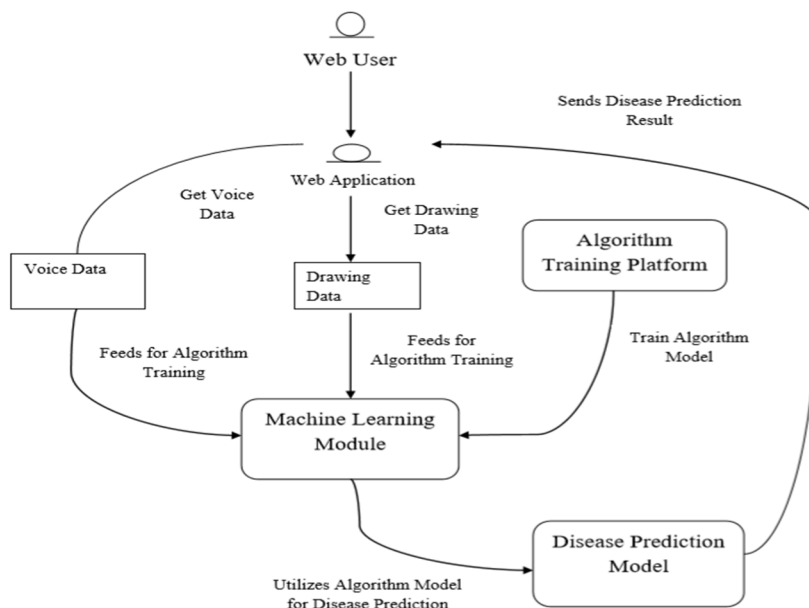 Web User
Sends Disease Prediction
Result
Web Application
Get Voice
Data
Get Drawing
Data
Algorithm
Training Platform
Voice Data
Drawing
Data
Feeds for Algorithm
Training
Feeds for
Algorithm Training
Train Algorithm
Model
Machine Learning
Module
Disease Prediction
Model
Utilizes Algorithm Model
for Disease Prediction